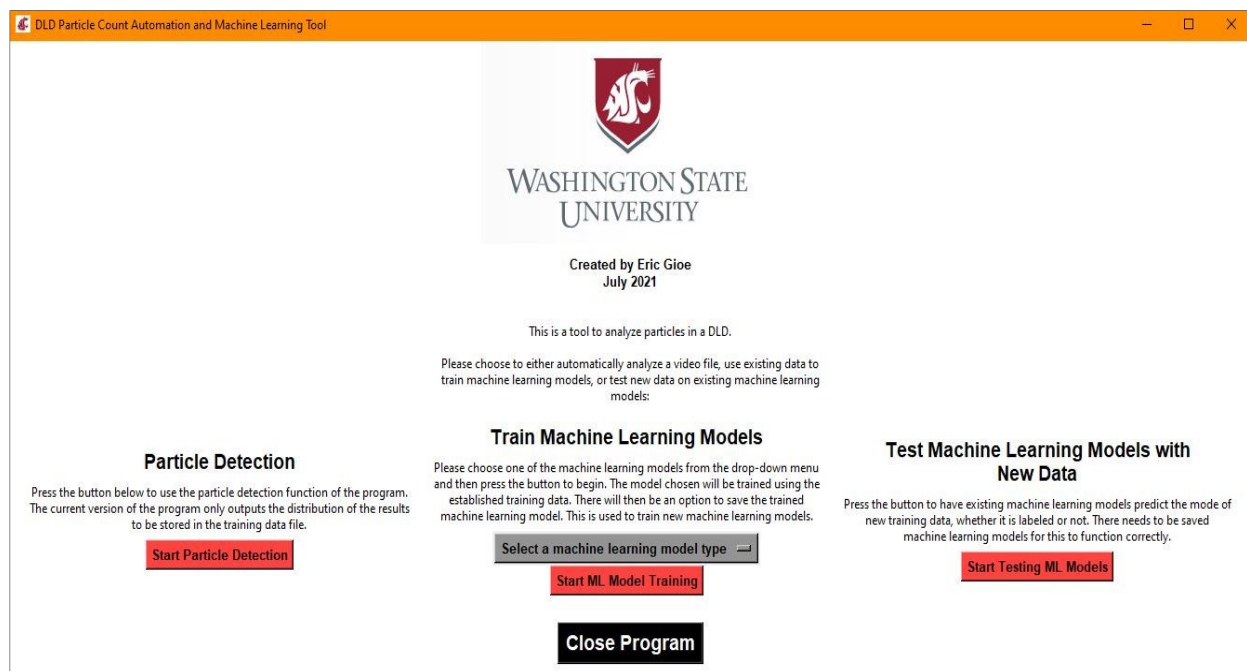 DLD Particle Count Automation and Machine Learning Tool
WASHINGTON STATE
UNIVERSITY
Created by Eric Gioe
July 2021
This is a tool to analyze particles in a DLD.
Please choose to either automatically analyze a video file, use existing data to
train machine learning models, or test new data on existing machine learning
models:
Particle Detection
Press the button below to use the particle detection function of the program.
The current version of the program only outputs the distribution of the results
to be stored in the training data file.
Start Particle Detection
Train Machine Learning Models
Please choose one of the machine learning models from the drop-down menu
and then press the button to begin. The model chosen will be trained using the
established training data. There will then be an option to save the trained
machine learning model. This is used to train new machine learning models.
Select a machine learning model type
Start ML Model Training
Test Machine Learning Models with
New Data
Press the button to have existing machine learning models predict the mode of
new training data, whether it is labeled or not. There needs to be saved
machine learning models for this to function correctly.
Start Testing ML Models
Close Program